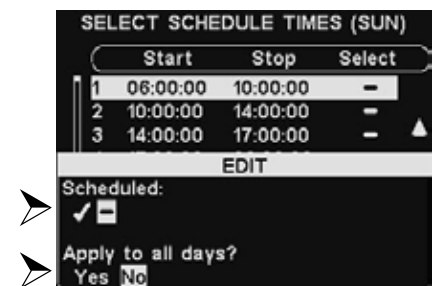 SELECT SCHEDULE TIMES (SUN)
Start Stop Select
1 06:00:00 10:00:00 –
2 10:00:00 14:00:00 –
3 14:00:00 17:00:00 –
EDIT
Scheduled:
✓ –
Apply to all days?
Yes No